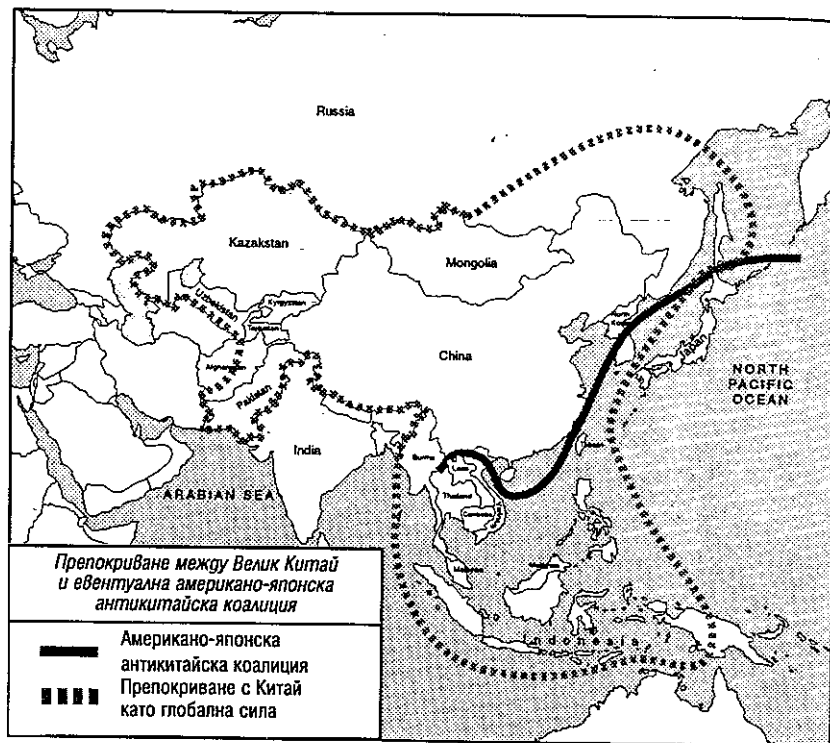 Russia
Kazakstan
Mongolia
Uzbekistan
Kyrgyzstan
North
Korea
China
Japan
Afghanistan
Pakistan
NORTH
PACIFIC
OCEAN
India
Burma
Laos
Thailand
Cambodia
ARABIAN SEA
Malaysia
Indonesia
Препокриване между Велик Китай
и евентуална американо-японска
антикитайска коалиция
Американо-японска
антикитайска коалиция
Препокриване с Китай
като глобална сила